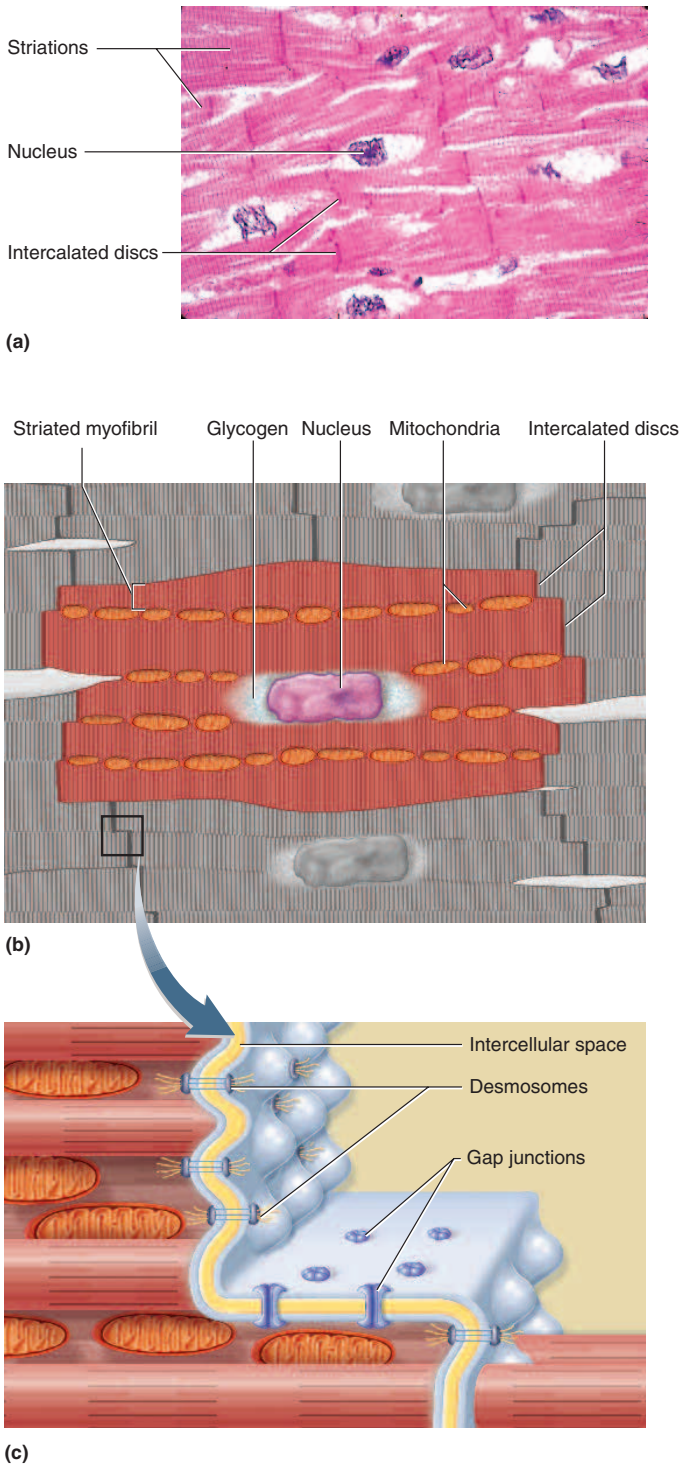 Striations
Nucleus
Intercalated discs
(a)
Striated myofibril
Glycogen
Nucleus
Mitochondria
Intercalated discs
(b)
Intercellular space
Desmosomes
Gap junctions
(c)